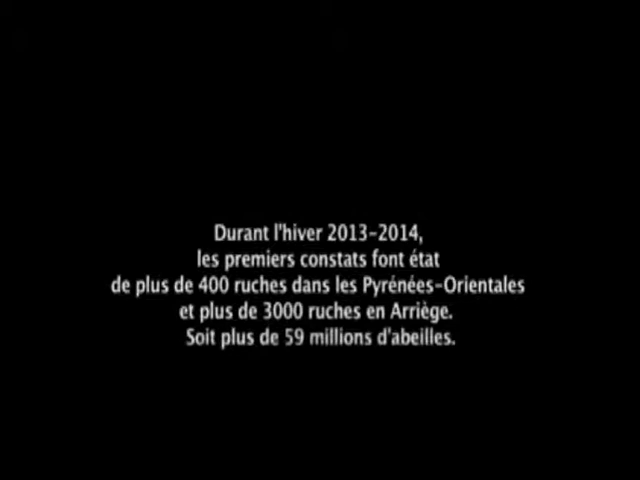 Durant l'hiver 2013-2014,
les premiers constats font état
de plus de 400 ruches dans les Pyrénées-Orientales
et plus de 3000 ruches en Arriège.
Soit plus de 59 millions d'abeilles.